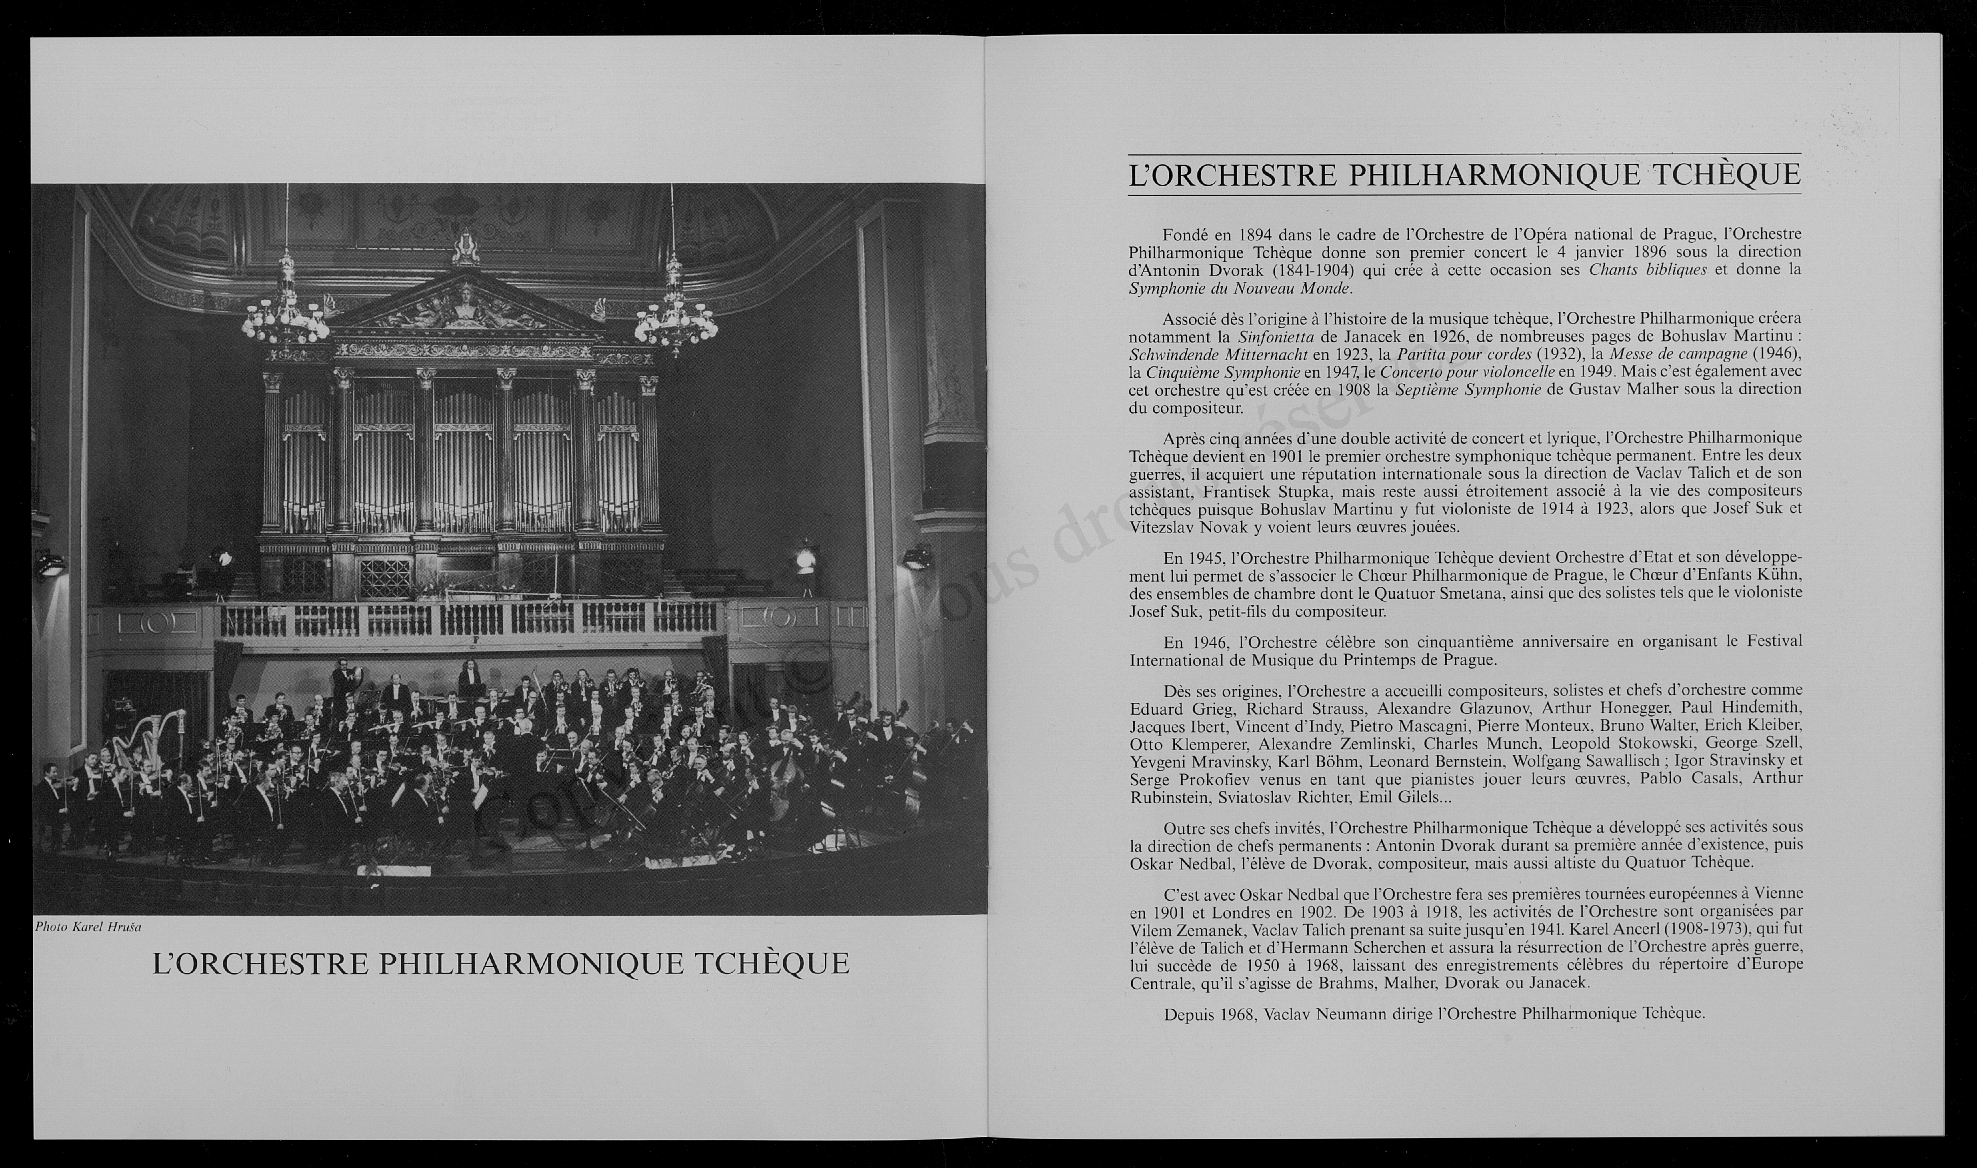 Photo Karel Hruša
L'ORCHESTRE PHILHARMONIQUE TCHÈQUE
L'ORCHESTRE PHILHARMONIQUE TCHÈQUE
Fondé en 1894 dans le cadre de l'Orchestre de l'Opéra national de Prague, l'Orchestre
Philharmonique Tchèque donne son premier concert le 4 janvier 1896 sous la direction
d'Antonin Dvorak (1841-1904) qui crée à cette occasion ses Chants bibliques et donne la
Symphonie du Nouveau Monde.
Associé dès l'origine à l'histoire de la musique tchèque, l'Orchestre Philharmonique créera
notamment la Sinfonietta de Janacek en 1926, de nombreuses pages de Bohuslav Martinu :
Schwindende Mitternacht en 1923, la Partita pour cordes (1932), la Messe de campagne (1946),
la Cinquième Symphonie en 1947, le Concerto pour violoncelle en 1949. Mais c'est également avec
cet orchestre qu'est créée en 1908 la Septième Symphonie de Gustav Malher sous la direction
du compositeur.
Après cinq années d'une double activité de concert et lyrique, l'Orchestre Philharmonique
Tchèque devient en 1901 le premier orchestre symphonique tchèque permanent. Entre les deux
guerres, il acquiert une réputation internationale sous la direction de Vaclav Talich et de son
assistant, Frantisek Stupka, mais reste aussi étroitement associé à la vie des compositeurs
tchèques puisque Bohuslav Martinu y fut violoniste de 1914 à 1923, alors que Josef Suk et
Vitezslav Novak y voient leurs œuvres jouées.
En 1945, l'Orchestre Philharmonique Tchèque devient Orchestre d'Etat et son développe-
ment lui permet de s'associer le Chœur Philharmonique de Prague, le Chœur d'Enfants Kühn,
des ensembles de chambre dont le Quatuor Smetana, ainsi que des solistes tels que le violoniste
Josef Suk, petit-fils du compositeur.
En 1946, l'Orchestre célèbre son cinquantième anniversaire en organisant le Festival
International de Musique du Printemps de Prague.
Dès ses origines, l'Orchestre a accueilli compositeurs, solistes et chefs d'orchestre comme
Eduard Grieg, Richard Strauss, Alexandre Glazunov, Arthur Honegger, Paul Hindemith,
Jacques Ibert, Vincent d'Indy, Pietro Mascagni, Pierre Monteux, Bruno Walter, Erich Kleiber,
Otto Klemperer, Alexandre Zemlinski, Charles Munch, Leopold Stokowski, George Szell,
Yevgeni Mravinsky, Karl Böhm, Leonard Bernstein, Wolfgang Sawallisch ; Igor Stravinsky et
Serge Prokofiev venus en tant que pianistes jouer leurs œuvres, Pablo Casals, Arthur
Rubinstein, Sviatoslav Richter, Emil Gilels...
Outre ses chefs invités, l'Orchestre Philharmonique Tchèque a développé ses activités sous
la direction de chefs permanents : Antonin Dvorak durant sa première année d'existence, puis
Oskar Nedbal, l'élève de Dvorak, compositeur, mais aussi altiste du Quatuor Tchèque.
C'est avec Oskar Nedbal que l'Orchestre fera ses premières tournées européennes à Vienne
en 1901 et Londres en 1902. De 1903 à 1918, les activités de l'Orchestre sont organisées par
Vilem Zemanek, Vaclav Talich prenant sa suite jusqu'en 1941. Karel Ancerl (1908-1973), qui fut
l'élève de Talich et d'Hermann Scherchen et assura la résurrection de l'Orchestre après guerre,
lui succède de 1950 à 1968, laissant des enregistrements célèbres du répertoire d'Europe
Centrale, qu'il s'agisse de Brahms, Malher, Dvorak ou Janacek.
Depuis 1968, Vaclav Neumann dirige l'Orchestre Philharmonique Tchèque.
Copyright © Tous droits réservés